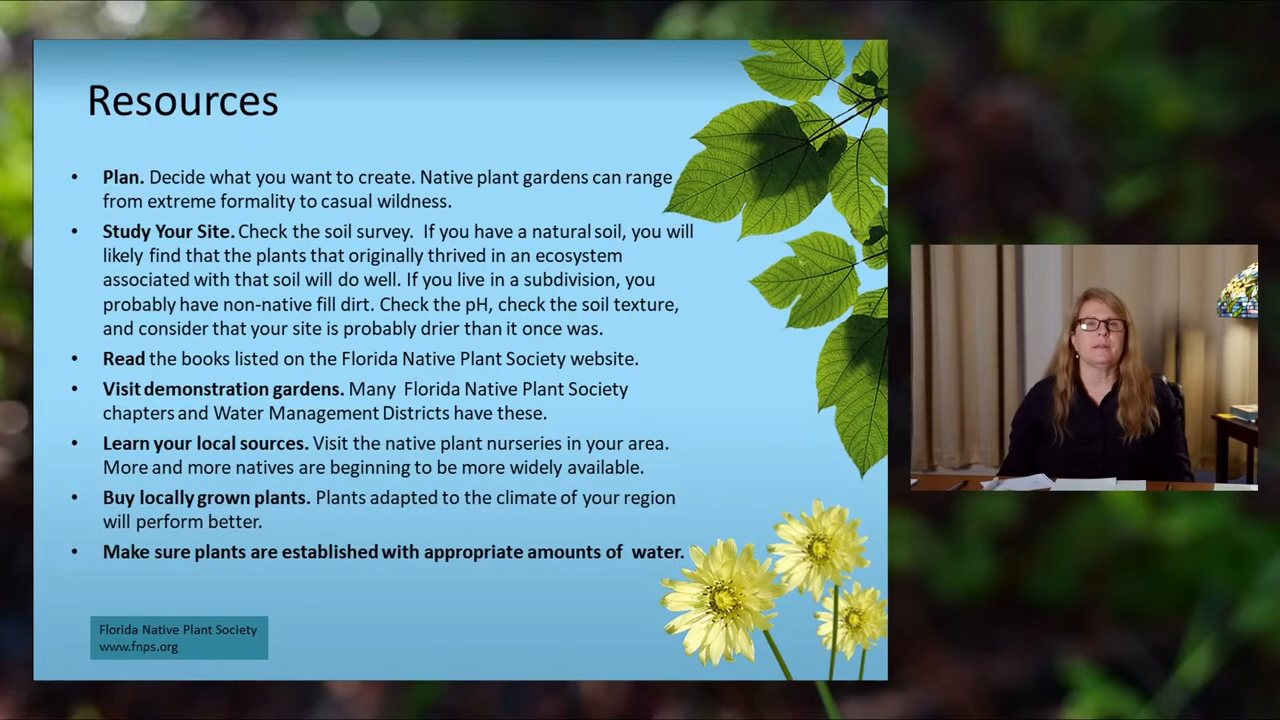 Resources
• Plan. Decide what you want to create. Native plant gardens can range
from extreme formality to casual wildness.
• Study Your Site. Check the soil survey. If you have a natural soil, you will
likely find that the plants that originally thrived in an ecosystem
associated with that soil will do well. If you live in a subdivision, you
probably have non-native fill dirt. Check the pH, check the soil texture,
and consider that your site is probably drier than it once was.
• Read the books listed on the Florida Native Plant Society website.
• Visit demonstration gardens. Many Florida Native Plant Society
chapters and Water Management Districts have these.
• Learn your local sources. Visit the native plant nurseries in your area.
More and more natives are beginning to be more widely available.
• Buy locally grown plants. Plants adapted to the climate of your region
will perform better.
• Make sure plants are established with appropriate amounts of water.
Florida Native Plant Society
www.fnps.org